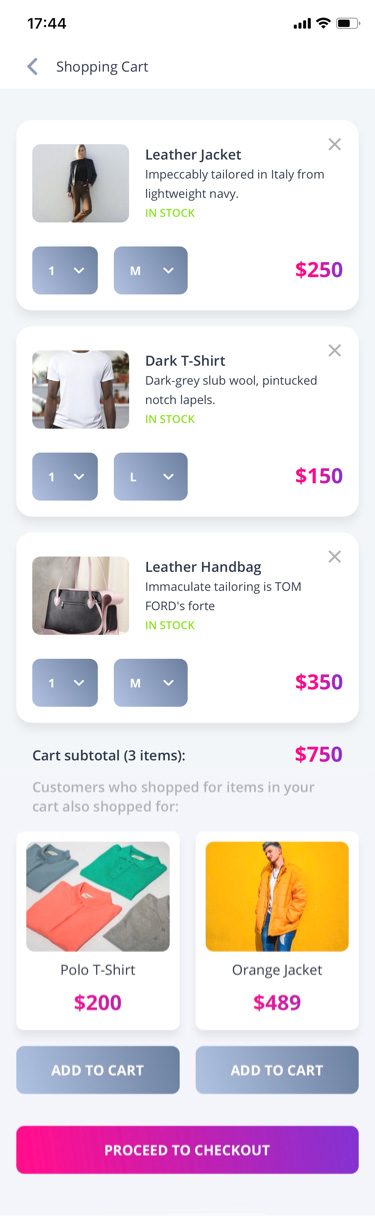 17:44
Shopping Cart
Leather Jacket
Impeccably tailored in Italy from
lightweight navy.
IN STOCK
1
M
$250
Dark T-Shirt
Dark-grey slub wool, pintucked
notch lapels.
IN STOCK
1
L
$150
Leather Handbag
Immaculate tailoring is TOM
FORD's forte
IN STOCK
1
M
$350
Cart subtotal (3 items):
$750
Customers who shopped for items in your
cart also shopped for:
Polo T-Shirt
$200
Orange Jacket
$489
ADD TO CART
ADD TO CART
PROCEED TO CHECKOUT